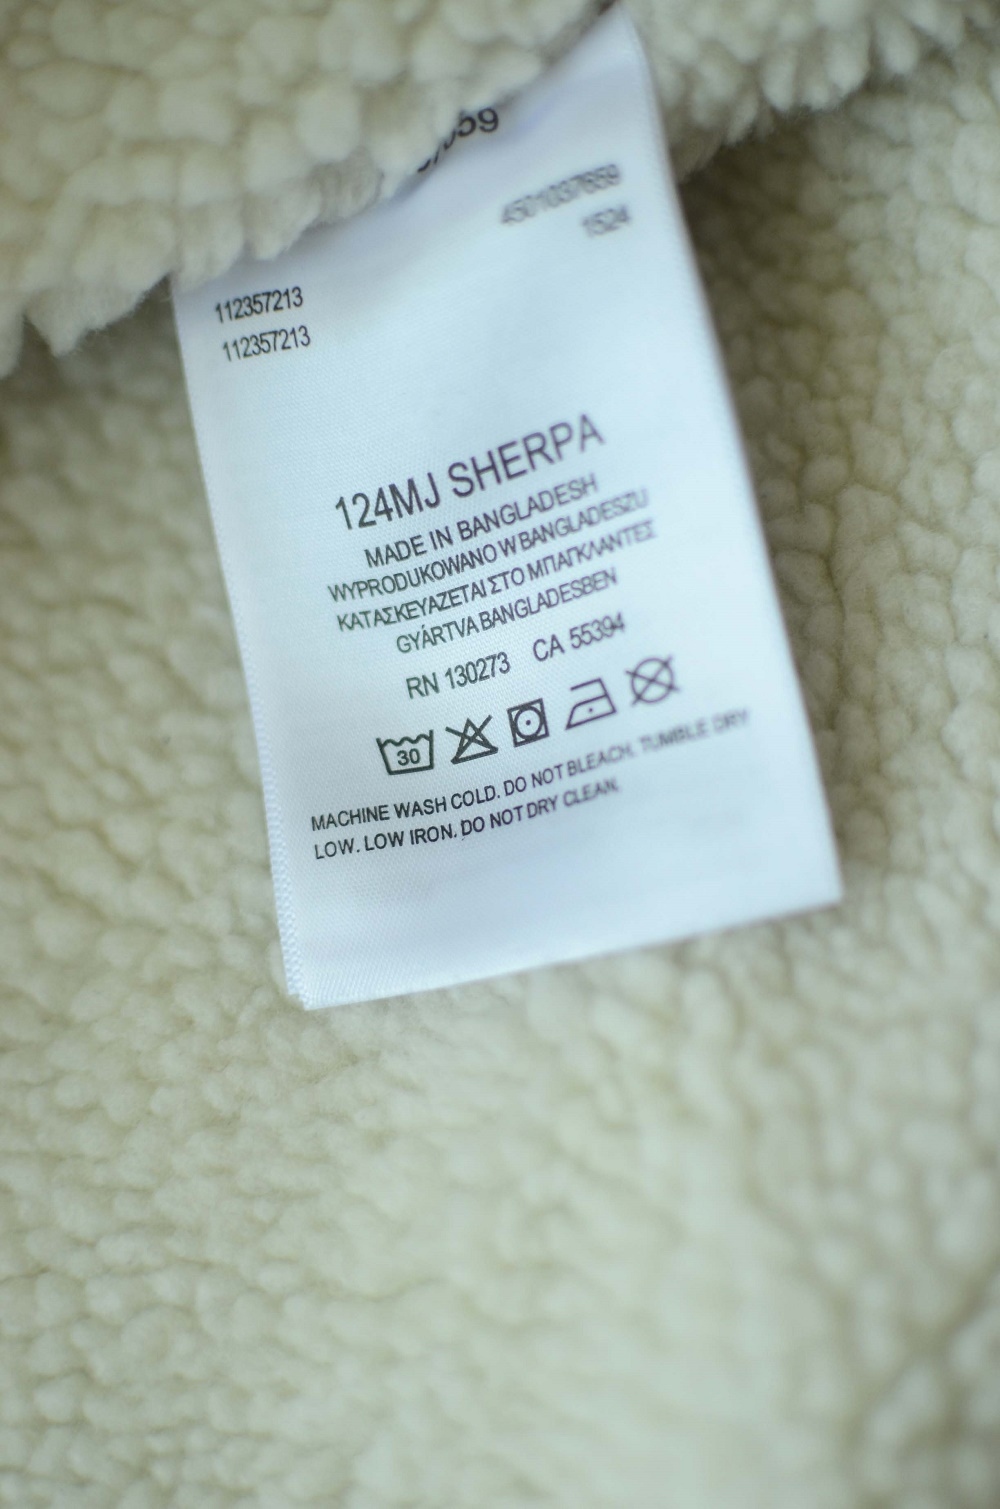 4501037659
1524
112357213
112357213
124MJ SHERPA
MADE IN BANGLADESH
WYPRODUKOWANO W BANGLADESZU
ΚΑΤΑΣΚΕΥΑΖΕΤΑΙ ΣΤΟ ΜΠΑΓΚΛΑΝΤΕΣ
GYÁRTVA BANGLADESBEN
RN 130273 CA 55394
30
MACHINE WASH COLD. DO NOT BLEACH. TUMBLE DRY
LOW. LOW IRON. DO NOT DRY CLEAN.